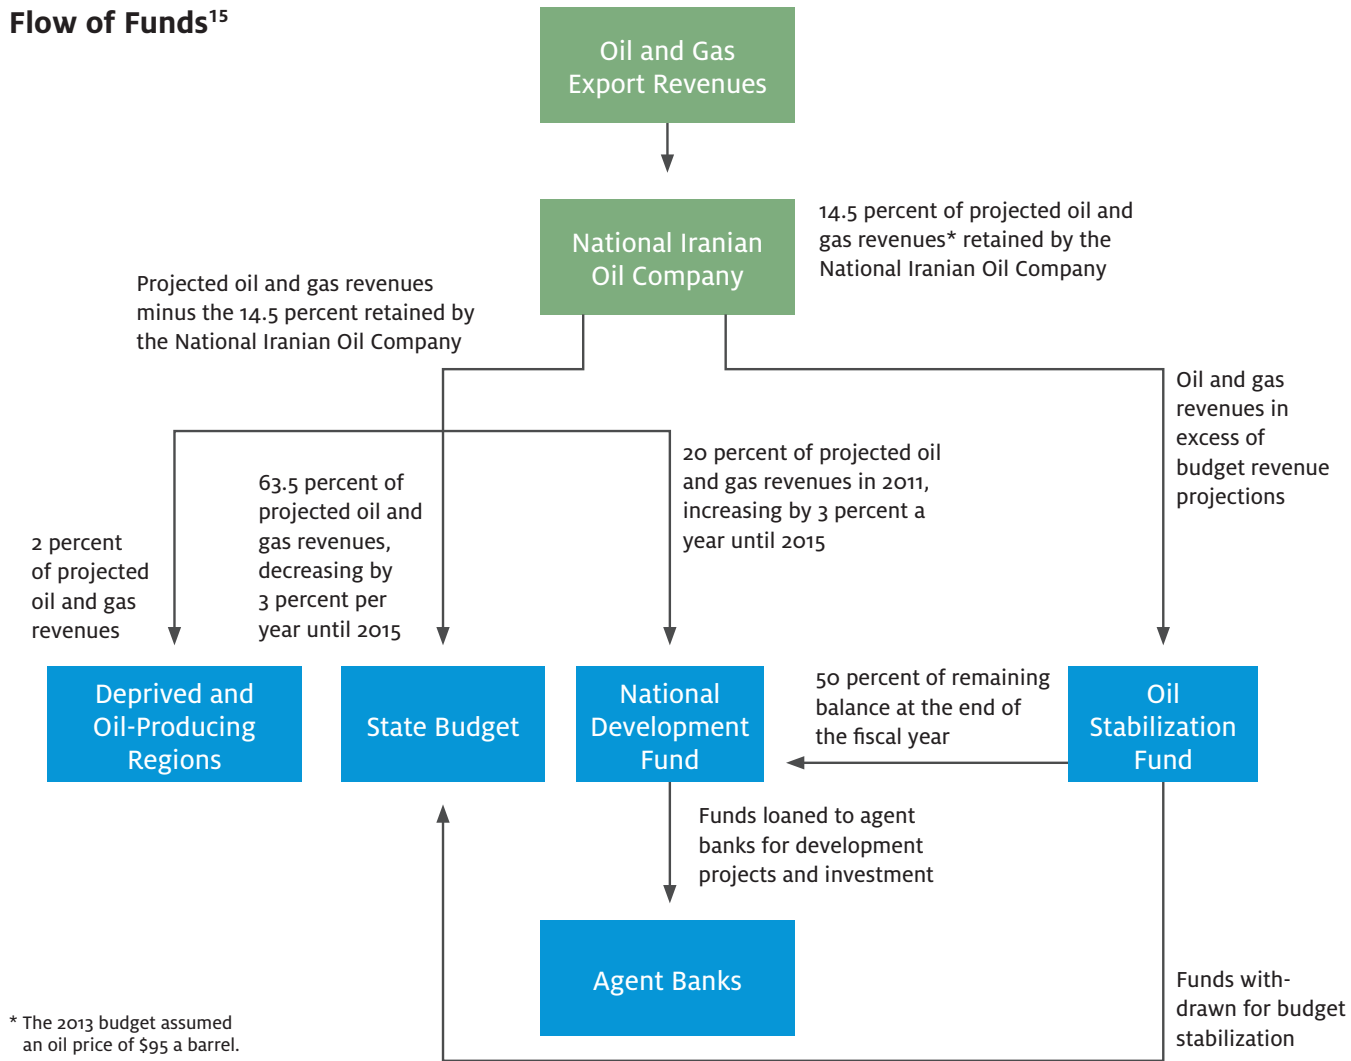 Flow of Funds15
Oil and Gas
Export Revenues
National Iranian
Oil Company
14.5 percent of projected oil and
gas revenues* retained by the
National Iranian Oil Company
Projected oil and gas revenues
minus the 14.5 percent retained by
the National Iranian Oil Company
Oil and gas
revenues in
excess of
budget revenue
projections
20 percent of projected oil
and gas revenues in 2011,
increasing by 3 percent a
year until 2015
63.5 percent of
projected oil and
gas revenues,
decreasing by
3 percent per
year until 2015
2 percent
of projected
oil and gas
revenues
Deprived and
Oil-Producing
Regions
State Budget
National
Development
Fund
50 percent of remaining
balance at the end of
the fiscal year
Oil
Stabilization
Fund
Funds loaned to agent
banks for development
projects and investment
Agent Banks
Funds with-
drawn for budget
stabilization
* The 2013 budget assumed
an oil price of $95 a barrel.